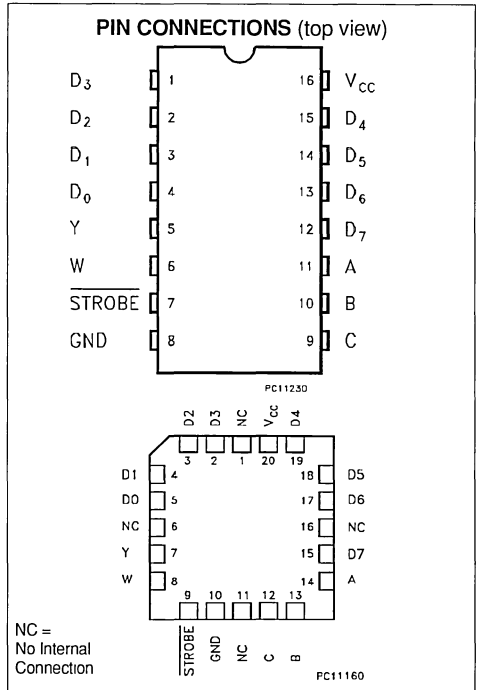 PIN CONNECTIONS (top view)
D3 1 16 VCC
D2 2 15 D4
D1 3 14 D5
D0 4 13 D6
Y 5 12 D7
W 6 11 A
STROBE 7 10 B
GND 8 9 C
PC11230
D2 D3 NC VCC D4
3 2 1 20 19
D1 4 18 D5
D0 5 17 D6
NC 6 16 NC
Y 7 15 D7
W 8 14 A
9 10 11 12 13
STROBE GND NC C B
NC =
No Internal
Connection
PC11160